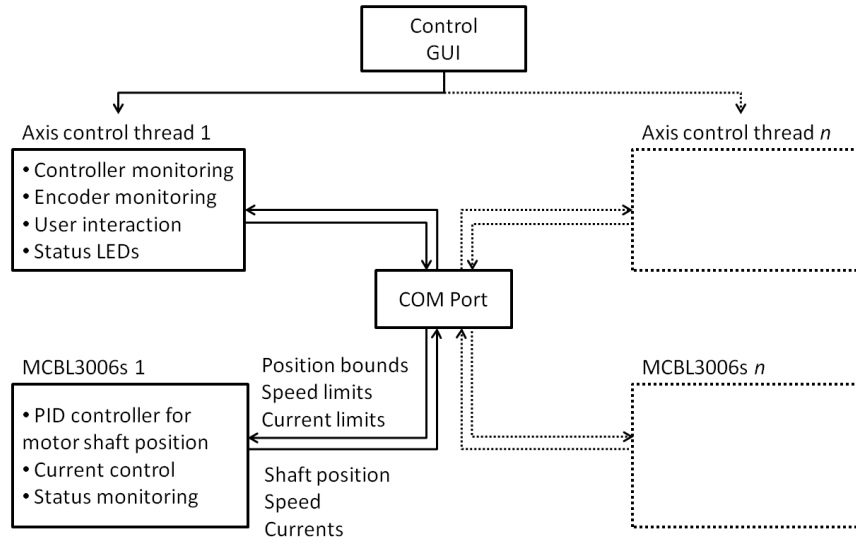 Control
GUI
Axis control thread 1
• Controller monitoring
• Encoder monitoring
• User interaction
• Status LEDs
Axis control thread n
COM Port
MCBL3006s 1
• PID controller for
motor shaft position
• Current control
• Status monitoring
Position bounds
Speed limits
Current limits
Shaft position
Speed
Currents
MCBL3006s n